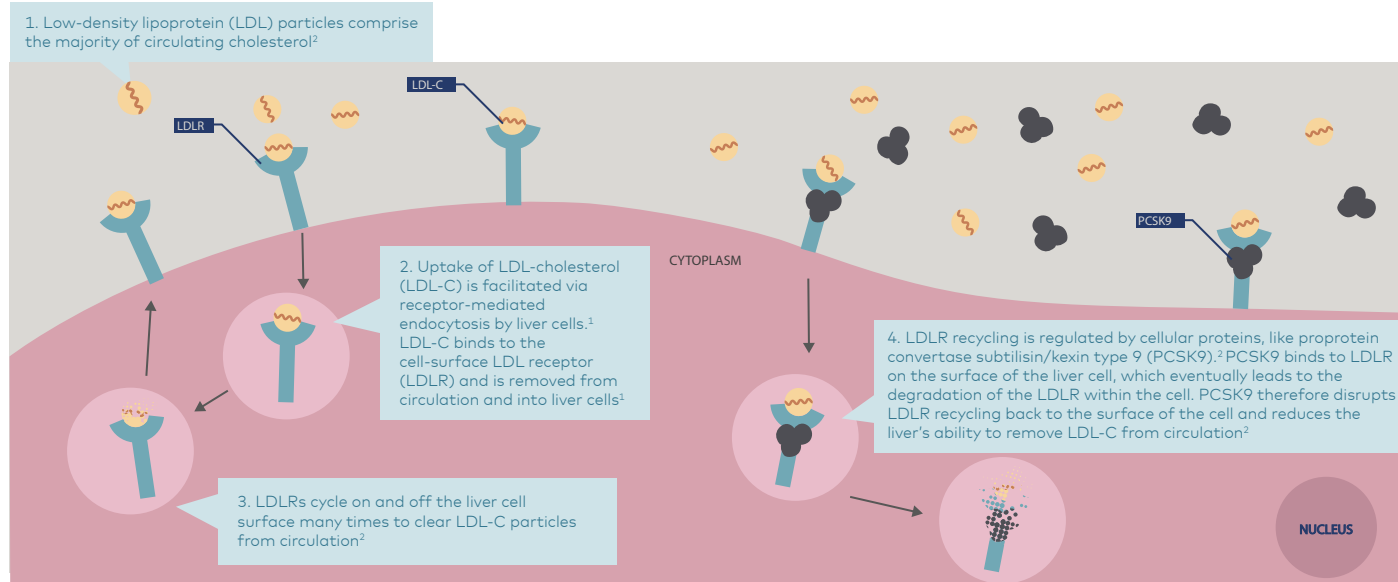 1. Low-density lipoprotein (LDL) particles comprise
the majority of circulating cholesterol²
LDL-C
LDLR
PCSK9
CYTOPLASM
2. Uptake of LDL-cholesterol
(LDL-C) is facilitated via
receptor-mediated
endocytosis by liver cells.¹
LDL-C binds to the
cell-surface LDL receptor
(LDLR) and is removed from
circulation and into liver cells¹
4. LDLR recycling is regulated by cellular proteins, like proprotein
convertase subtilisin/kexin type 9 (PCSK9).² PCSK9 binds to LDLR
on the surface of the liver cell, which eventually leads to the
degradation of the LDLR within the cell. PCSK9 therefore disrupts
LDLR recycling back to the surface of the cell and reduces the
liver's ability to remove LDL-C from circulation²
3. LDLRs cycle on and off the liver cell
surface many times to clear LDL-C particles
from circulation²
NUCLEUS